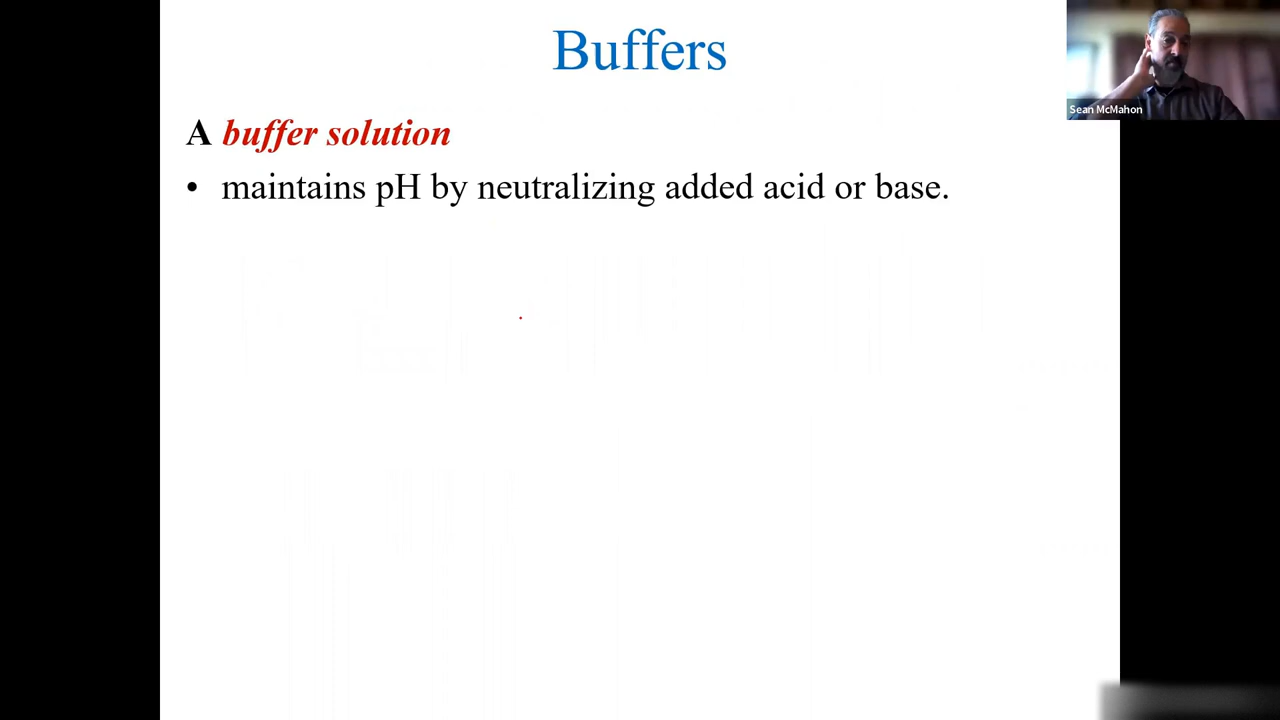 Buffers
Sean McMahon
A buffer solution
• maintains pH by neutralizing added acid or base.